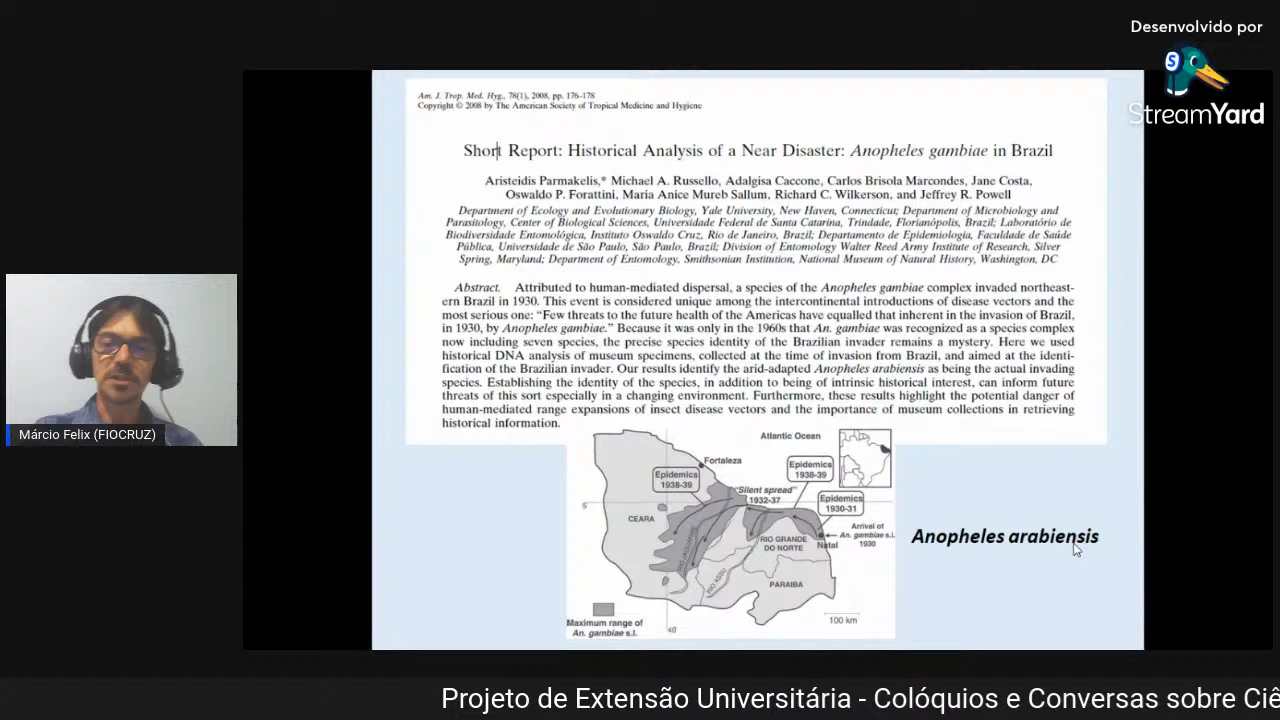 Desenvolvido por
S
StreamYard
Am. J. Trop. Med. Hyg., 78(1), 2008, pp. 176–178
Copyright © 2008 by The American Society of Tropical Medicine and Hygiene
Short Report: Historical Analysis of a Near Disaster: Anopheles gambiae in Brazil
Aristeidis Parmakelis,* Michael A. Russello, Adalgisa Caccone, Carlos Brisola Marcondes, Jane Costa,
Oswaldo P. Forattini, Maria Anice Mureb Sallum, Richard C. Wilkerson, and Jeffrey R. Powell
Department of Ecology and Evolutionary Biology, Yale University, New Haven, Connecticut; Department of Microbiology and
Parasitology, Center of Biological Sciences, Universidade Federal de Santa Catarina, Trindade, Florianópolis, Brazil; Laboratório de
Biodiversidade Entomológica, Instituto Oswaldo Cruz, Rio de Janeiro, Brazil; Departamento de Epidemiologia, Faculdade de Saúde
Pública, Universidade de São Paulo, São Paulo, Brazil; Division of Entomology Walter Reed Army Institute of Research, Silver
Spring, Maryland; Department of Entomology, Smithsonian Institution, National Museum of Natural History, Washington, DC
Abstract. Attributed to human-mediated dispersal, a species of the Anopheles gambiae complex invaded northeast-
ern Brazil in 1930. This event is considered unique among the intercontinental introductions of disease vectors and the
most serious one: “Few threats to the future health of the Americas have equalled that inherent in the invasion of Brazil,
in 1930, by Anopheles gambiae.” Because it was only in the 1960s that An. gambiae was recognized as a species complex
now including seven species, the precise species identity of the Brazilian invader remains a mystery. Here we used
historical DNA analysis of museum specimens, collected at the time of invasion from Brazil, and aimed at the identi-
fication of the Brazilian invader. Our results identify the arid-adapted Anopheles arabiensis as being the actual invading
species. Establishing the identity of the species, in addition to being of intrinsic historical interest, can inform future
threats of this sort especially in a changing environment. Furthermore, these results highlight the potential danger of
human-mediated range expansions of insect disease vectors and the importance of museum collections in retrieving
historical information.
Atlantic Ocean
Fortaleza
Epidemics
1938-39
Epidemics
1938-39
"Silent spread"
1932-37
Epidemics
1930-31
5
CEARA
Arrival of
An. gambiae s.l.
1930
Natal
RIO GRANDE
DO NORTE
RIO JAGUARIBE
RIO ASSU
PARAIBA
100 km
Maximum range of
An. gambiae s.l.
40
Anopheles arabiensis
Márcio Felix (FIOCRUZ)
Projeto de Extensão Universitária - Colóquios e Conversas sobre Ciê